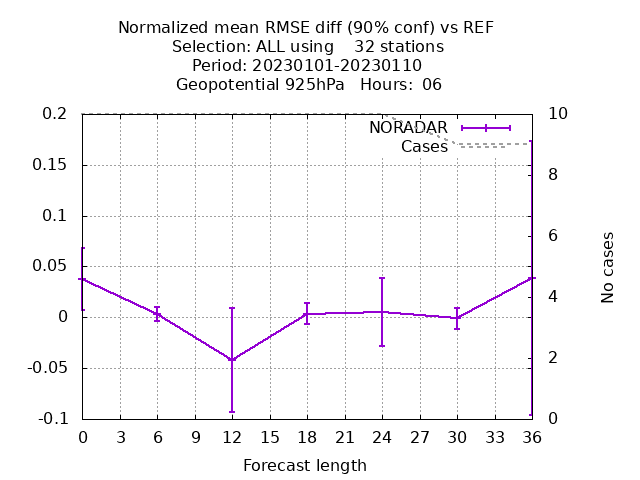 Normalized mean RMSE diff (90% conf) vs REF
Selection: ALL using    32 stations
Period: 20230101-20230110
Geopotential 925hPa   Hours:  06
NORADAR
Cases
0.2
0.15
0.1
0.05
0
-0.05
-0.1
10
8
6
4
2
0
No cases
0 3 6 9 12 15 18 21 24 27 30 33 36
Forecast length